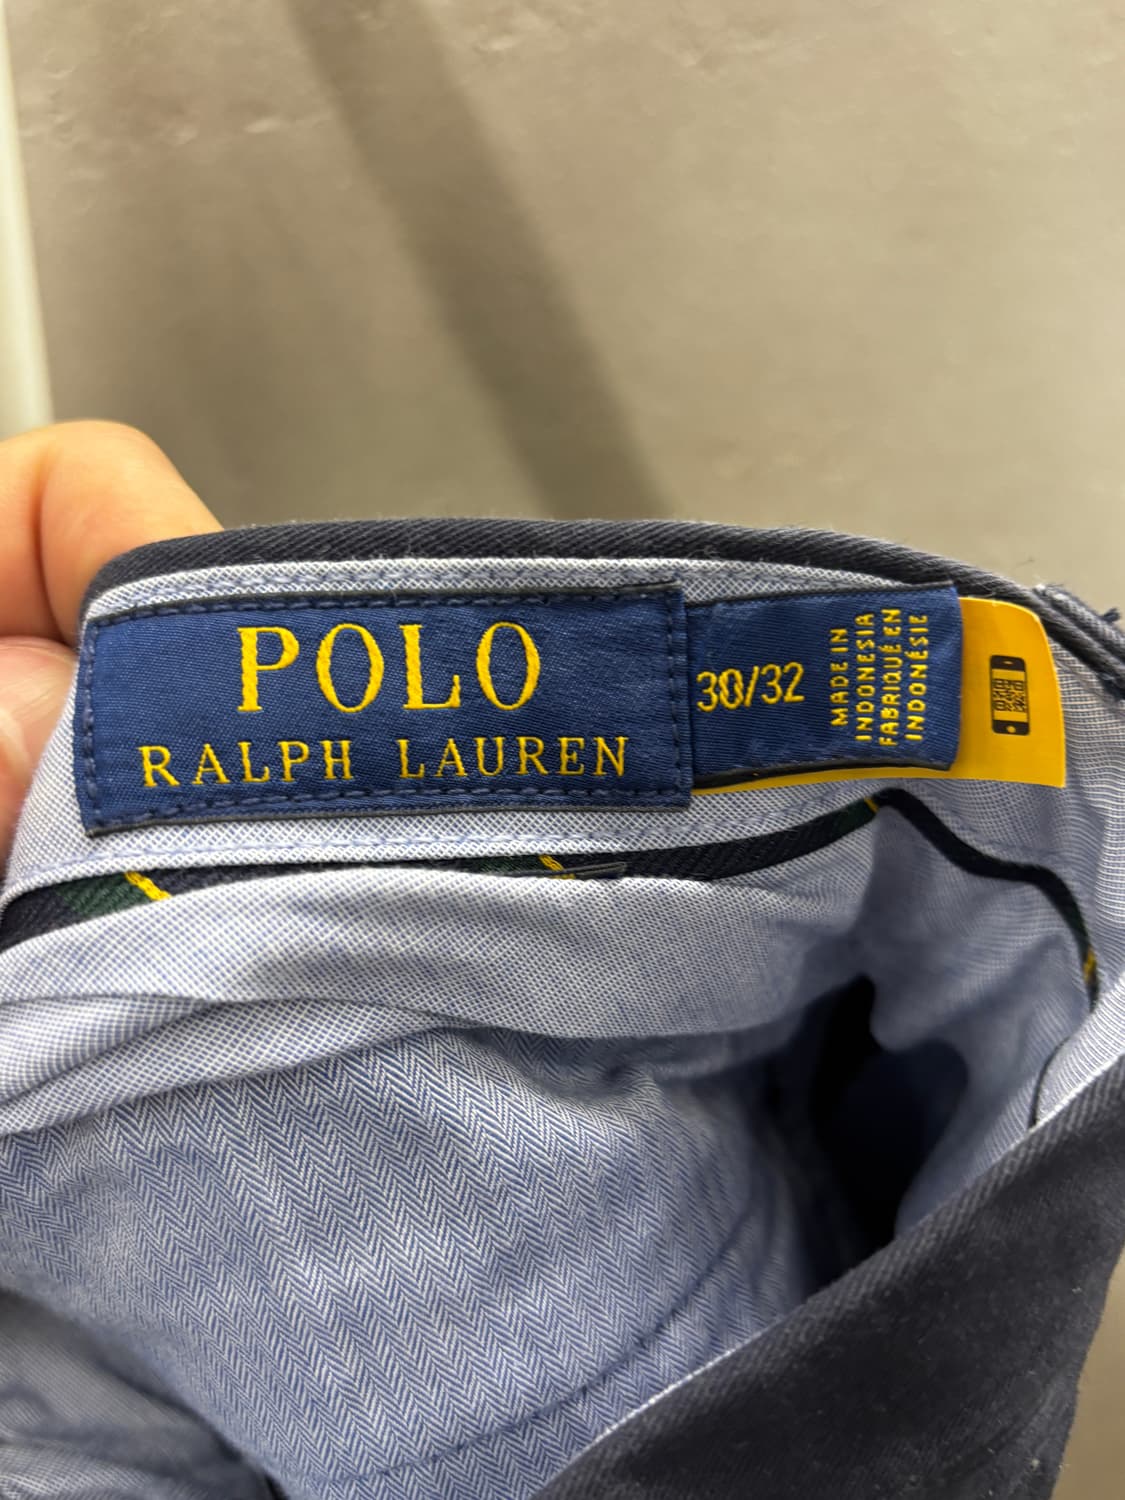 POLO
RALPH LAUREN
30/32
MADE IN
INDONESIA
FABRIQUÉ EN
INDONÉSIE